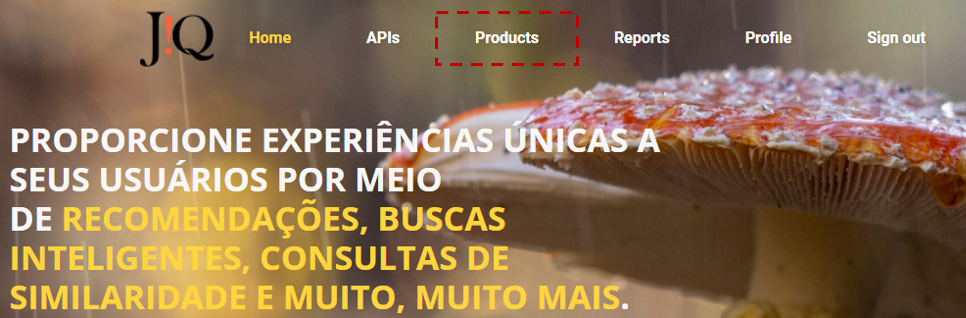 J!Q
Home APIs Products Reports Profile Sign out
PROPORCIONE EXPERIÊNCIAS ÚNICAS A
SEUS USUÁRIOS POR MEIO
DE RECOMENDAÇÕES, BUSCAS
INTELIGENTES, CONSULTAS DE
SIMILARIDADE E MUITO, MUITO MAIS.